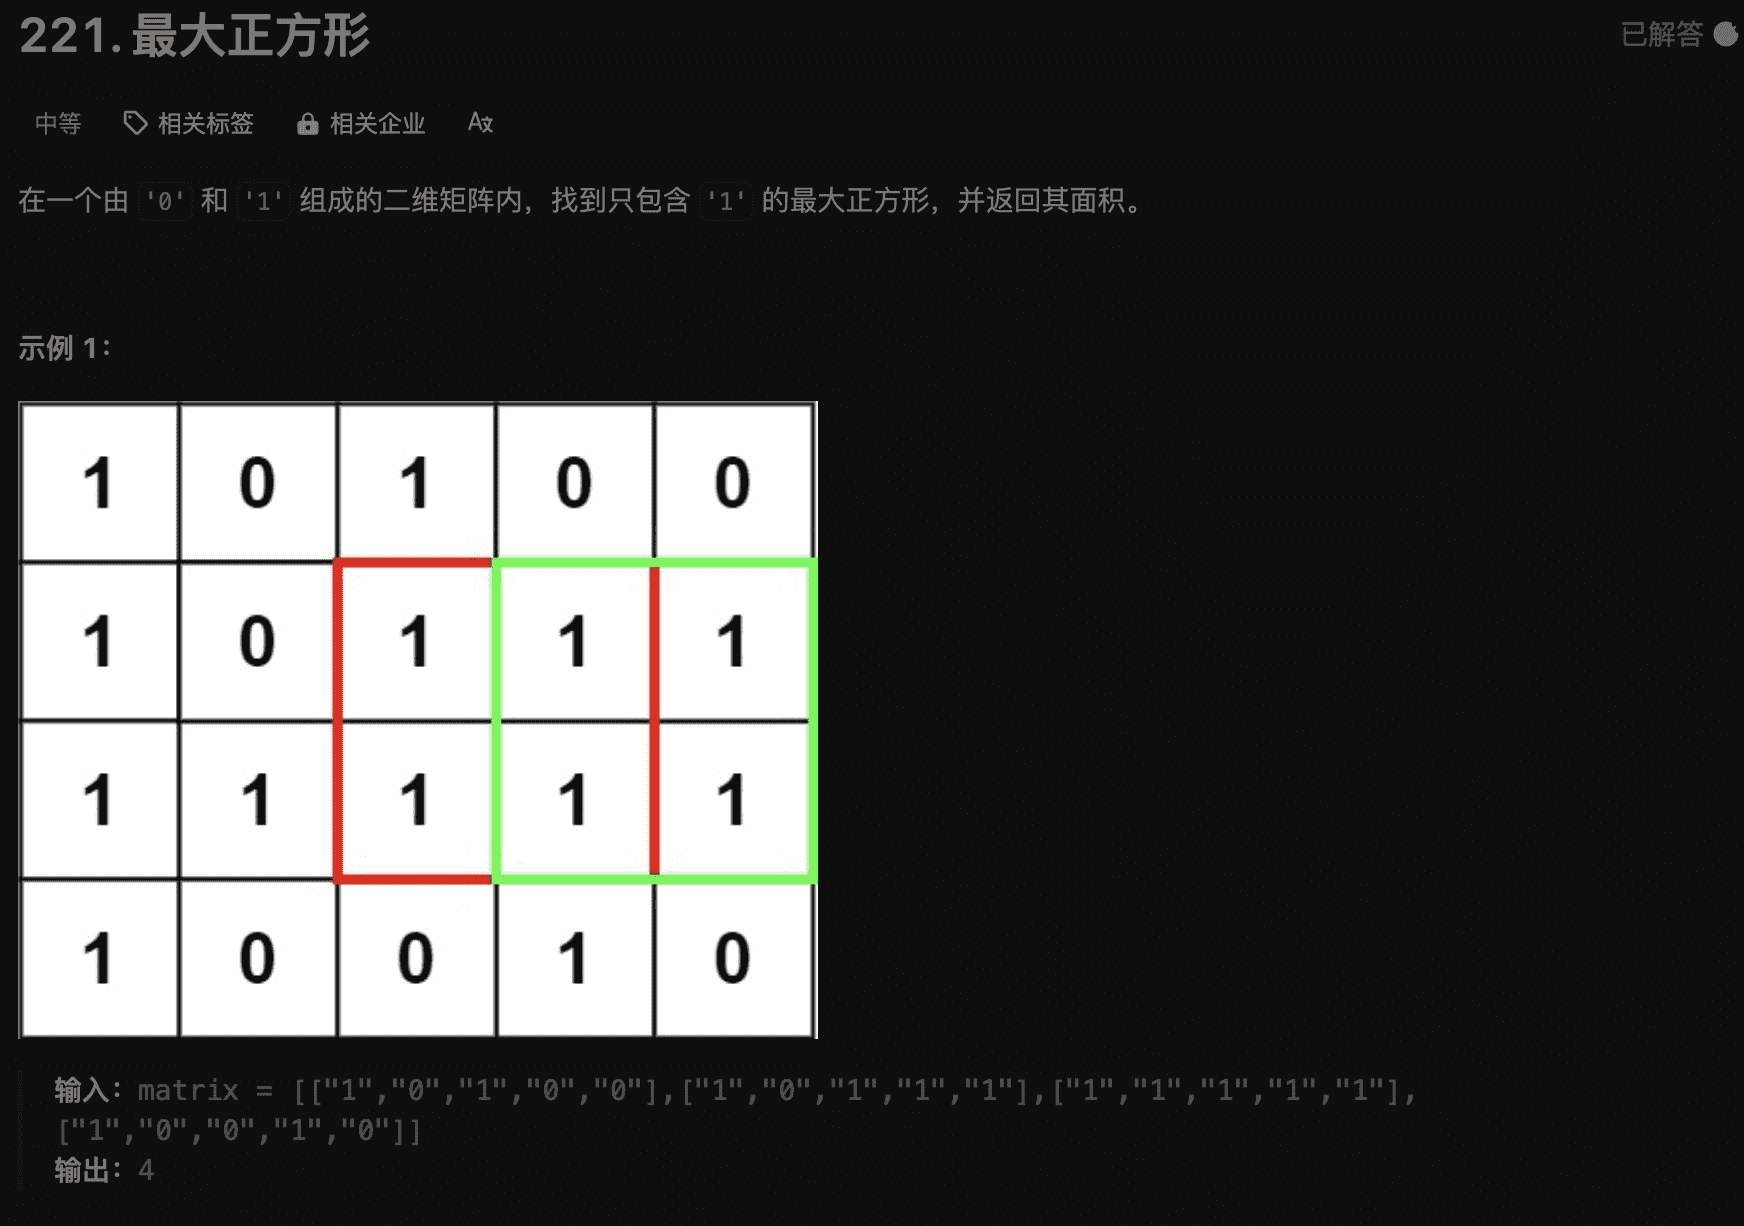 221. 最大正方形
已解答
中等 相关标签 相关企业 Ax
在一个由 '0' 和 '1' 组成的二维矩阵内，找到只包含 '1' 的最大正方形，并返回其面积。
示例 1：
1 0 1 0 0
1 0 1 1 1
1 1 1 1 1
1 0 0 1 0
输入：matrix = [["1","0","1","0","0"],["1","0","1","1","1"],["1","1","1","1","1"],
["1","0","0","1","0"]]
输出：4